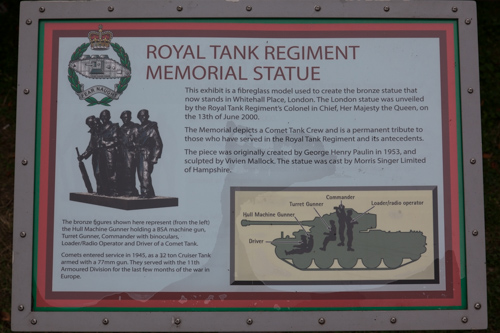 ROYAL TANK REGIMENT
MEMORIAL STATUE
FEAR NAUGHT
This exhibit is a fibreglass model used to create the bronze statue that
now stands in Whitehall Place, London. The London statue was unveiled
by the Royal Tank Regiment's Colonel in Chief, Her Majesty the Queen, on
the 13th of June 2000.
The Memorial depicts a Comet Tank Crew and is a permanent tribute to
those who have served in the Royal Tank Regiment and its antecedents.
The piece was originally created by George Henry Paulin in 1953, and
sculpted by Vivien Mallock. The statue was cast by Morris Singer Limited
of Hampshire.
The bronze figures shown here represent (from the left)
the Hull Machine Gunner holding a BSA machine gun,
Turret Gunner, Commander with binoculars,
Loader/Radio Operator and Driver of a Comet Tank.
Comets entered service in 1945, as a 32 ton Cruiser Tank
armed with a 77mm gun. They served with the 11th
Armoured Division for the last few months of the war in
Europe.
Commander
Turret Gunner
Loader/radio operator
Hull Machine Gunner
Driver